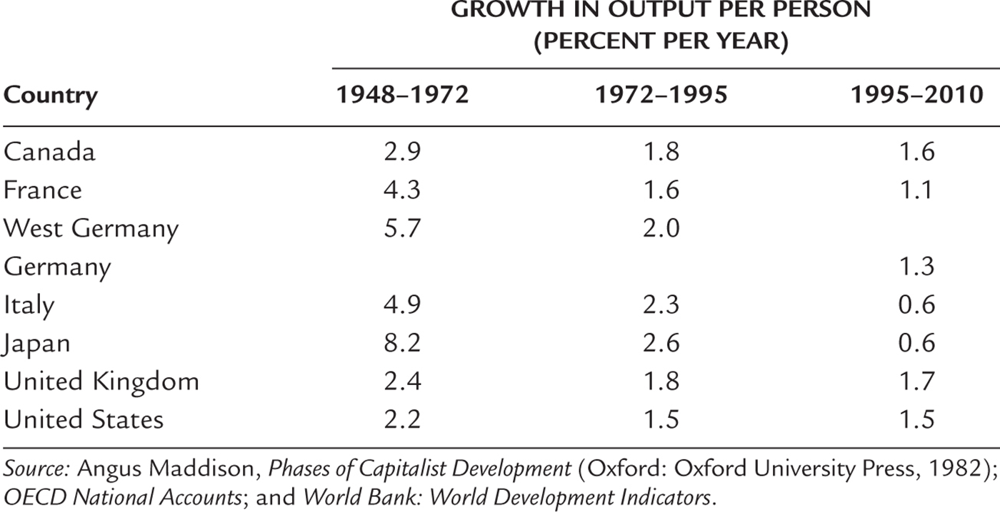 GROWTH IN OUTPUT PER PERSON
(PERCENT PER YEAR)
Country 1948–1972 1972–1995 1995–2010
Canada 2.9 1.8 1.6
France 4.3 1.6 1.1
West Germany 5.7 2.0
Germany 1.3
Italy 4.9 2.3 0.6
Japan 8.2 2.6 0.6
United Kingdom 2.4 1.8 1.7
United States 2.2 1.5 1.5
Source: Angus Maddison, Phases of Capitalist Development (Oxford: Oxford University Press, 1982);
OECD National Accounts; and World Bank: World Development Indicators.